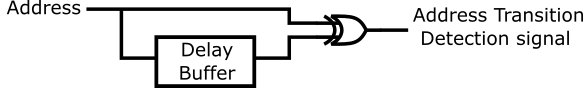 Address
Address Transition
Detection signal
Delay
Buffer